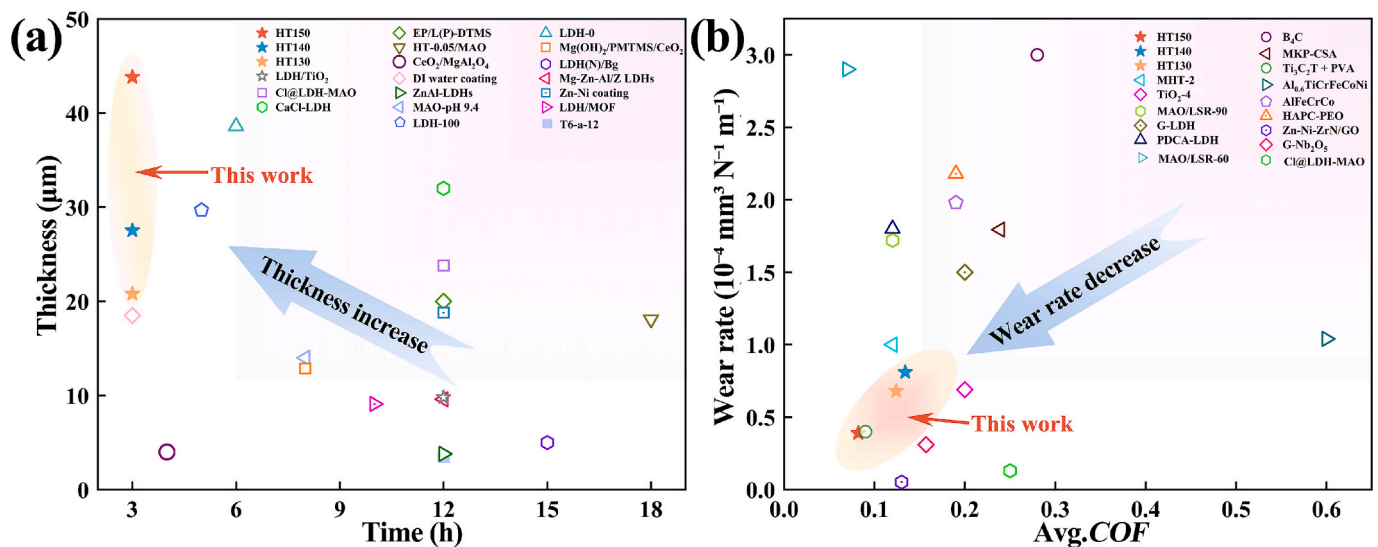 (a)
50
40
30
20
10
0
Thickness (μm)
3
6
9
12
15
18
Time (h)
HT150
HT140
HT130
LDH/TiO₂
Cl@LDH-MAO
CaCl-LDH
EP/L(P)-DTMS
HT-0.05/MAO
CeO₂/MgAl₂O₄
DI water coating
ZnAl-LDHs
MAO-pH 9.4
LDH-100
LDH-0
Mg(OH)₂/PMTMS/CeO₂
LDH(N)/Bg
Mg-Zn-Al/Z LDHs
Zn-Ni coating
LDH/MOF
T6-a-12
This work
Thickness increase
(b)
3.0
2.5
2.0
1.5
1.0
0.5
0.0
Wear rate (10⁻⁴ mm³ N⁻¹ m⁻¹)
0.0
0.1
0.2
0.3
0.4
0.5
0.6
Avg.COF
HT150
HT140
HT130
MHT-2
TiO₂-4
MAO/LSR-90
G-LDH
PDCA-LDH
MAO/LSR-60
B₄C
MKP-CSA
Ti₃C₂T + PVA
Al₀.₆TiCrFeCoNi
AlFeCrCo
HAPC-PEO
Zn-Ni-ZrN/GO
G-Nb₂O₅
Cl@LDH-MAO
Wear rate decrease
This work